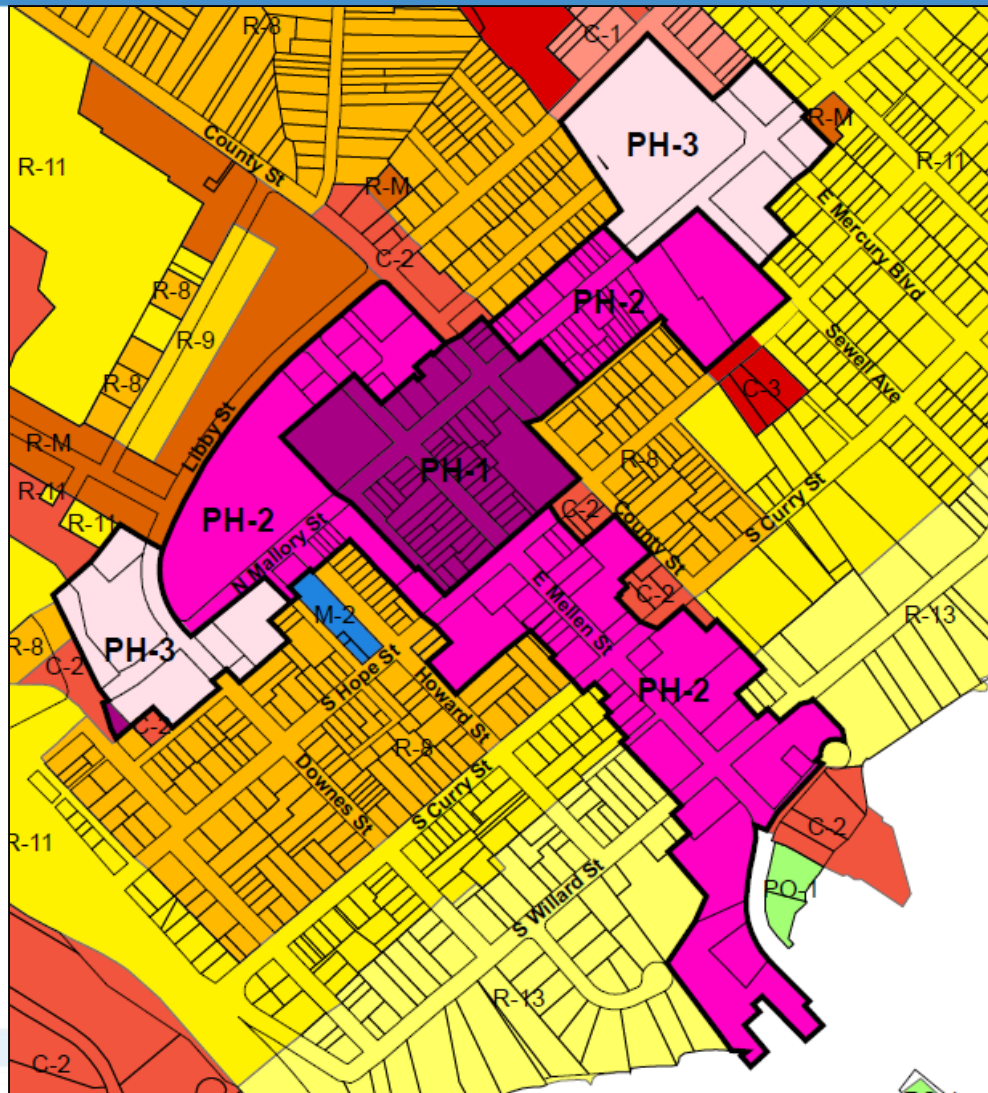 R-8
C-1
PH-3
R-M
R-11
County St
R-11
R-M
E Mercury Blvd
C-2
R-8
PH-2
R-9
Sewell Ave
R-8
C-3
Libby St
R-M
R-8
PH-1
R-11
S Curry St
C-2
County St
R-11
PH-2
N Mallory St
E Mellen St
C-2
R-13
M-2
R-8
PH-3
C-2
S Hope St
Howard St
PH-2
C-2
R-8
Downes St
S Curry St
C-2
R-11
PO-1
S Willard St
R-13
C-2